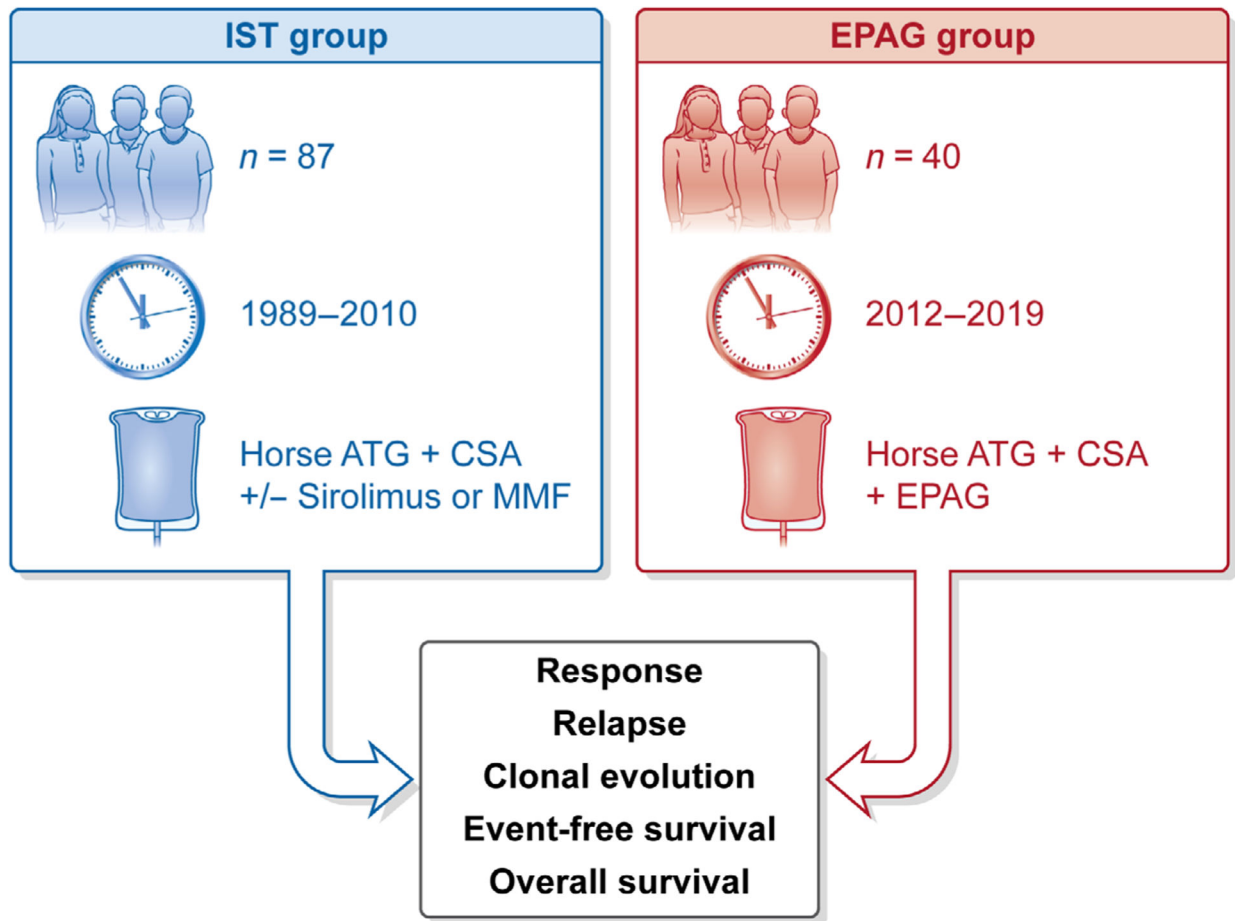 IST group
n = 87
1989–2010
Horse ATG + CSA
+/– Sirolimus or MMF
EPAG group
n = 40
2012–2019
Horse ATG + CSA
+ EPAG
Response
Relapse
Clonal evolution
Event-free survival
Overall survival